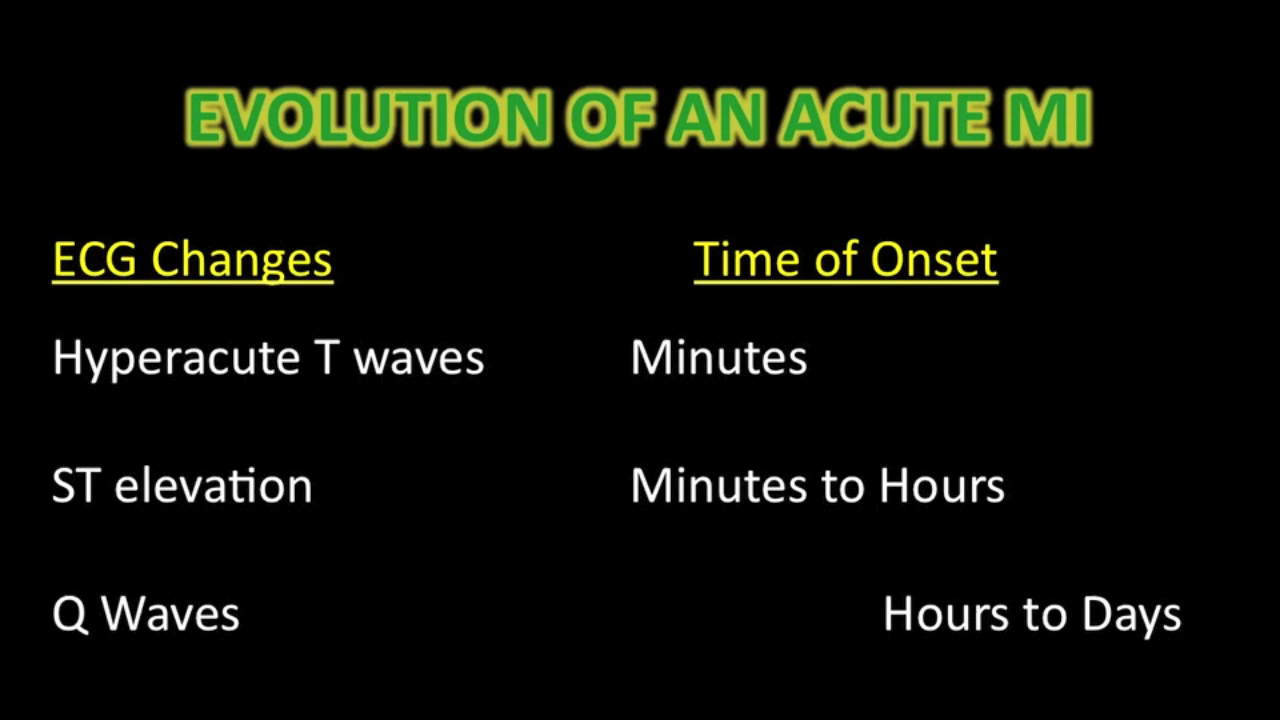 EVOLUTION OF AN ACUTE MI
ECG Changes Time of Onset
Hyperacute T waves Minutes
ST elevation Minutes to Hours
Q Waves Hours to Days